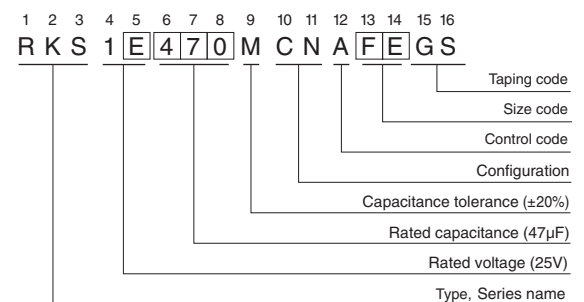 1 2 3 4 5 6 7 8 9 10 11 12 13 14 15 16
R K S 1 E 4 7 0 M C N A F E G S
Taping code
Size code
Control code
Configuration
Capacitance tolerance (±20%)
Rated capacitance (47µF)
Rated voltage (25V)
Type, Series name